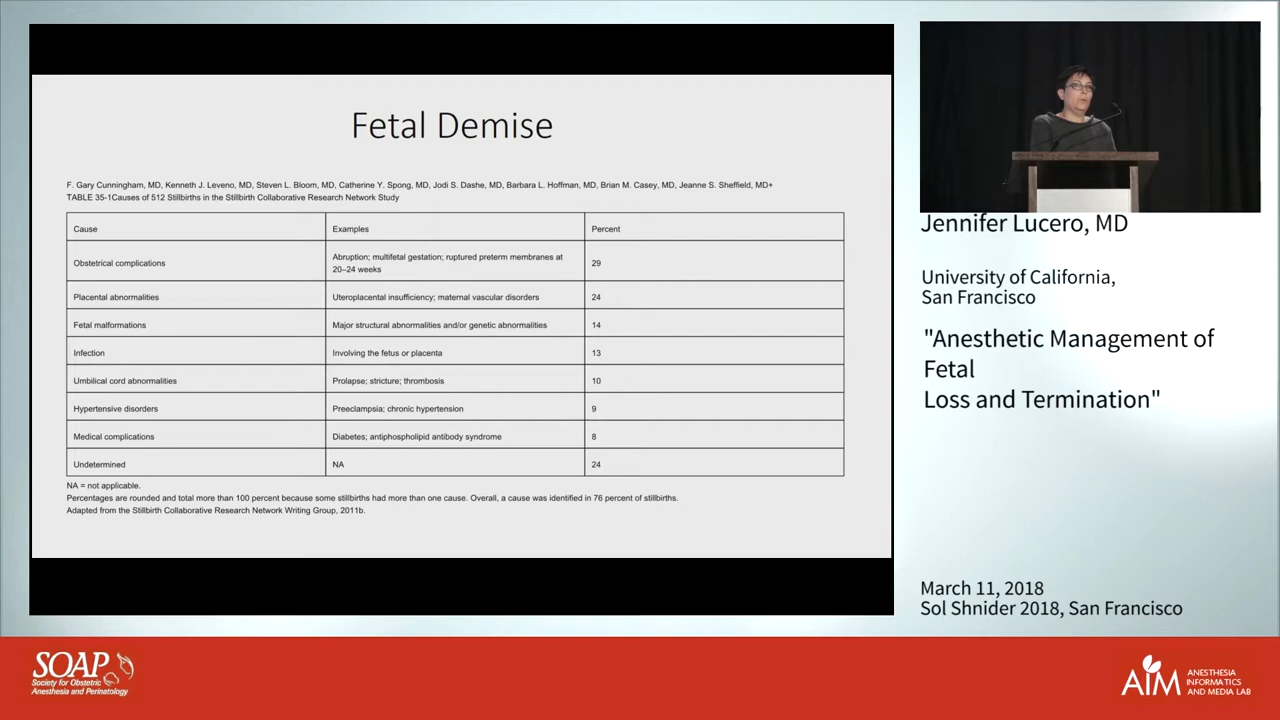 Fetal Demise
F. Gary Cunningham, MD, Kenneth J. Leveno, MD, Steven L. Bloom, MD, Catherine Y. Spong, MD, Jodi S. Dashe, MD, Barbara L. Hoffman, MD, Brian M. Casey, MD, Jeanne S. Sheffield, MD+
TABLE 35-1Causes of 512 Stillbirths in the Stillbirth Collaborative Research Network Study
Cause Examples Percent
Obstetrical complications Abruption; multifetal gestation; ruptured preterm membranes at
20–24 weeks 29
Placental abnormalities Uteroplacental insufficiency; maternal vascular disorders 24
Fetal malformations Major structural abnormalities and/or genetic abnormalities 14
Infection Involving the fetus or placenta 13
Umbilical cord abnormalities Prolapse; stricture; thrombosis 10
Hypertensive disorders Preeclampsia; chronic hypertension 9
Medical complications Diabetes; antiphospholipid antibody syndrome 8
Undetermined NA 24
NA = not applicable.
Percentages are rounded and total more than 100 percent because some stillbirths had more than one cause. Overall, a cause was identified in 76 percent of stillbirths.
Adapted from the Stillbirth Collaborative Research Network Writing Group, 2011b.
Jennifer Lucero, MD
University of California,
San Francisco
"Anesthetic Management of
Fetal
Loss and Termination"
March 11, 2018
Sol Shnider 2018, San Francisco
SOAP
Society for Obstetric
Anesthesia and Perinatology
AIM
ANESTHESIA
INFORMATICS
AND MEDIA LAB